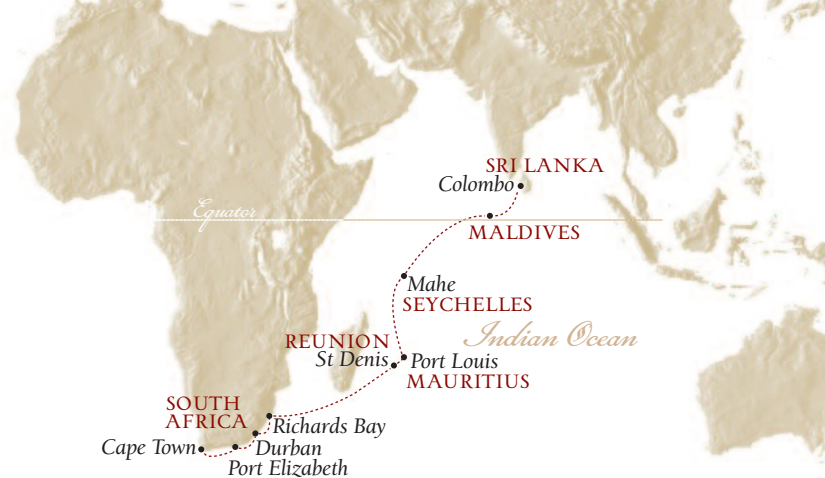 SRI LANKA
Colombo
Equator
MALDIVES
Mahe
SEYCHELLES
Indian Ocean
REUNION
St Denis
Port Louis
MAURITIUS
SOUTH
AFRICA
Richards Bay
Cape Town
Durban
Port Elizabeth